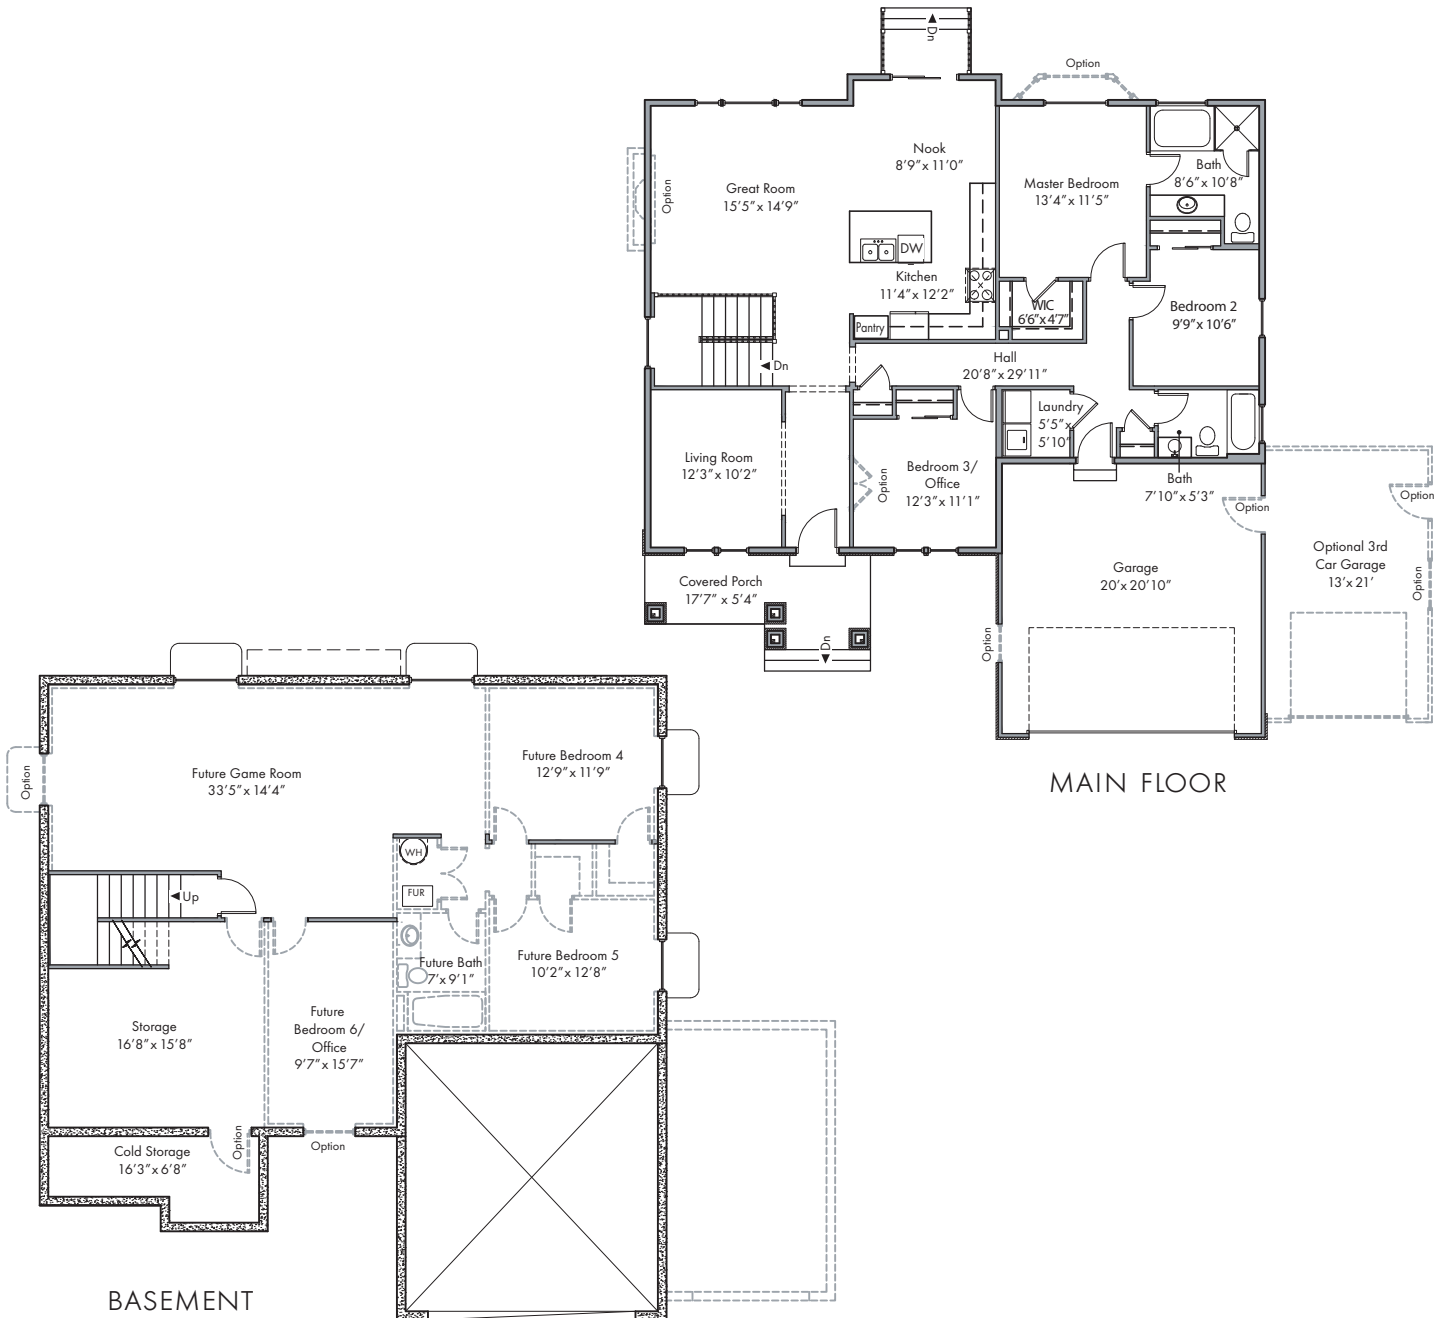 Dn
Option
Nook
8'9" x 11'0"
Great Room
15'5" x 14'9"
Option
Master Bedroom
13'4" x 11'5"
Bath
8'6" x 10'8"
DW
Kitchen
11'4" x 12'2"
WIC
6'6" x 4'7"
Bedroom 2
9'9" x 10'6"
Pantry
Dn
Hall
20'8" x 29'11"
Laundry
5'5" x
5'10"
Living Room
12'3" x 10'2"
Option
Bedroom 3/
Office
12'3" x 11'1"
Bath
7'10" x 5'3"
Option
Option
Covered Porch
17'7" x 5'4"
Dn
Garage
20' x 20'10"
Optional 3rd
Car Garage
13' x 21'
Option
Option
MAIN FLOOR
Option
Future Game Room
33'5" x 14'4"
Future Bedroom 4
12'9" x 11'9"
WH
FUR
Up
Future Bath
7' x 9'1"
Future Bedroom 5
10'2" x 12'8"
Storage
16'8" x 15'8"
Future
Bedroom 6/
Office
9'7" x 15'7"
Option
Option
Cold Storage
16'3" x 6'8"
BASEMENT